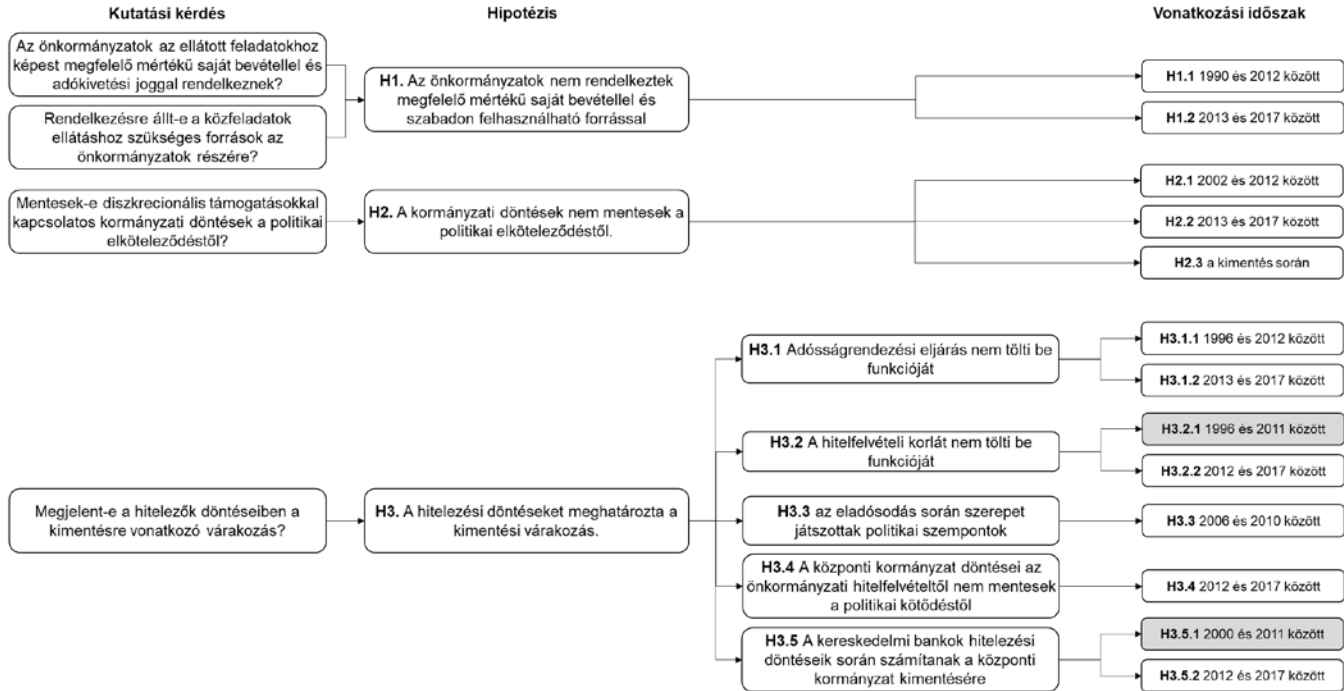 Kutatási kérdés
Hipotézis
Vonatkozási időszak
Az önkormányzatok az ellátott feladatokhoz
képest megfelelő mértékű saját bevétellel és
adókivetési joggal rendelkeznek?
Rendelkezésre állt-e a közfeladatok
ellátáshoz szükséges források az
önkormányzatok részére?
H1. Az önkormányzatok nem rendelkeztek
megfelelő mértékű saját bevétellel és
szabadon felhasználható forrással
H1.1 1990 és 2012 között
H1.2 2013 és 2017 között
Mentesek-e diszkrecionális támogatásokkal
kapcsolatos kormányzati döntések a politikai
elköteleződéstől?
H2. A kormányzati döntések nem mentesek a
politikai elköteleződéstől.
H2.1 2002 és 2012 között
H2.2 2013 és 2017 között
H2.3 a kimentés során
Megjelent-e a hitelezők döntéseiben a
kimentésre vonatkozó várakozás?
H3. A hitelezési döntéseket meghatározta a
kimentési várakozás.
H3.1 Adósságrendezési eljárás nem tölti be
funkcióját
H3.1.1 1996 és 2012 között
H3.1.2 2013 és 2017 között
H3.2 A hitelfelvételi korlát nem tölti be
funkcióját
H3.2.1 1996 és 2011 között
H3.2.2 2012 és 2017 között
H3.3 az eladósodás során szerepet
játszottak politikai szempontok
H3.3 2006 és 2010 között
H3.4 A központi kormányzat döntései az
önkormányzati hitelfelvételtől nem mentesek
a politikai kötődéstől
H3.4 2012 és 2017 között
H3.5 A kereskedelmi bankok hitelezési
döntéseik során számítanak a központi
kormányzat kimentésére
H3.5.1 2000 és 2011 között
H3.5.2 2012 és 2017 között